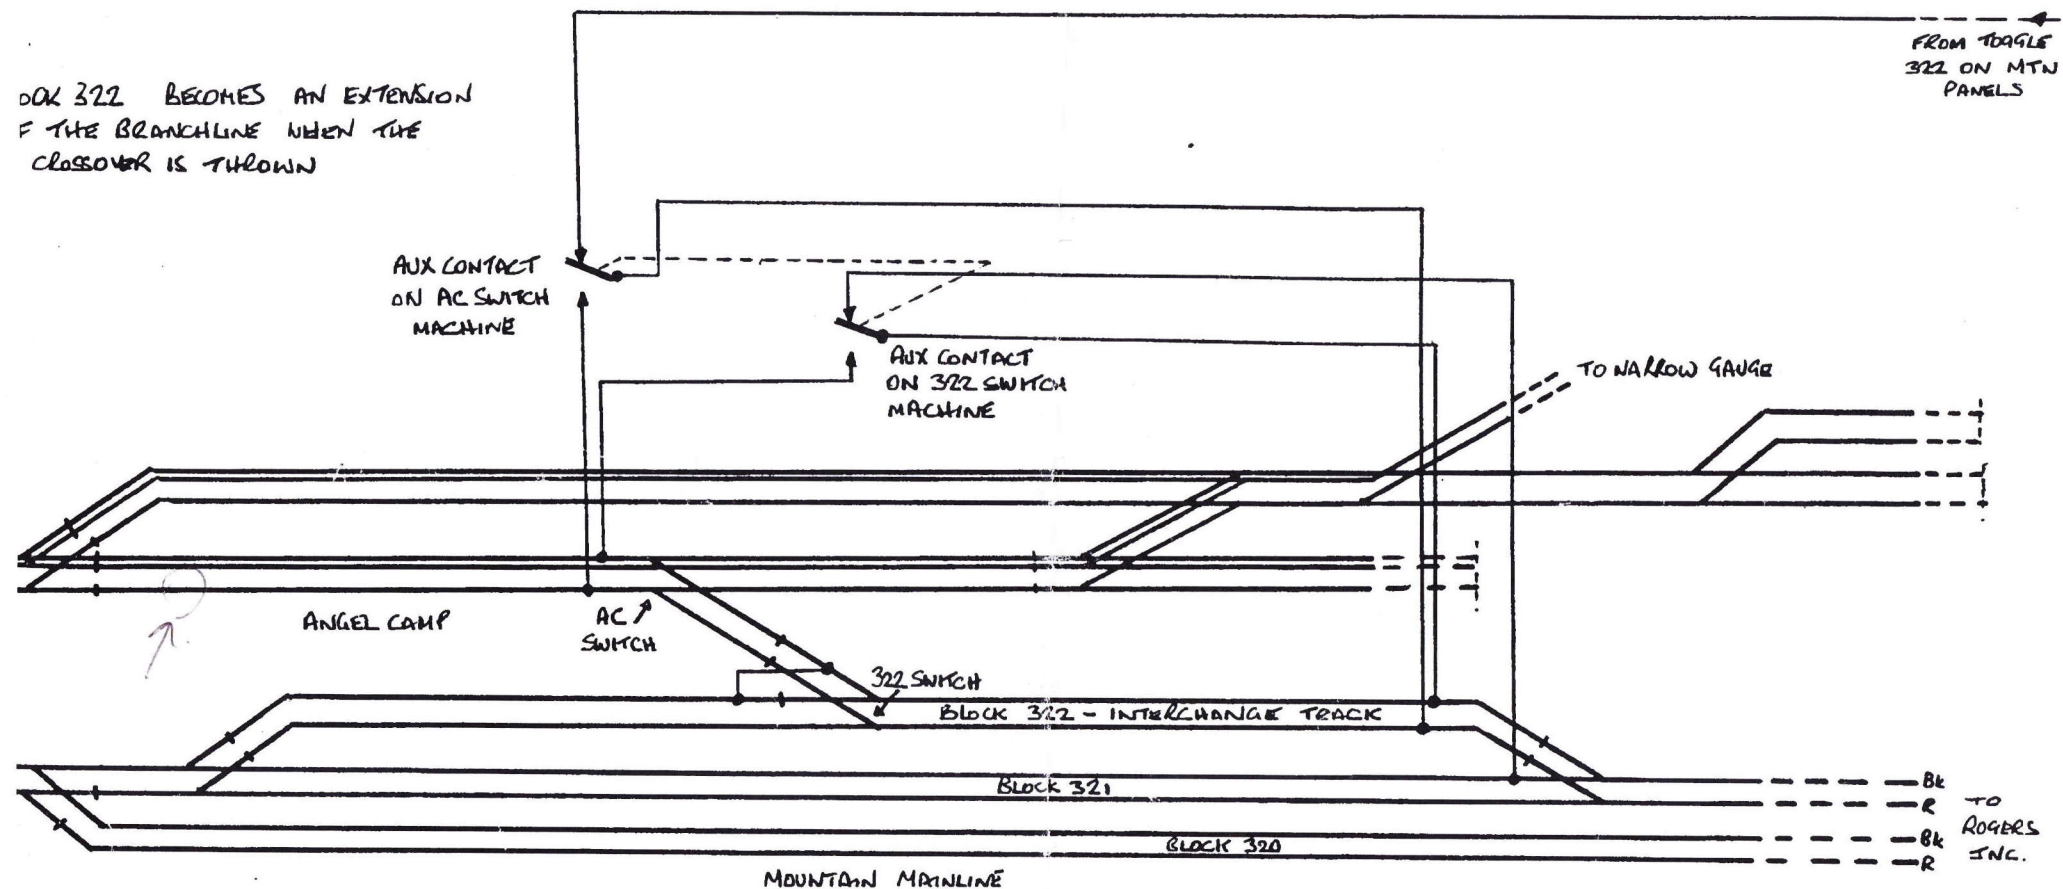 FROM TOGGLE
322 ON MTN
PANELS
OCK 322 BECOMES AN EXTENSION
F THE BRANCHLINE WHEN THE
CROSSOVER IS THROWN
AUX CONTACT
ON AC SWITCH
MACHINE
AUX CONTACT
ON 322 SWITCH
MACHINE
TO NARROW GAUGE
ANGEL CAMP
AC
SWITCH
322 SWITCH
BLOCK 322 - INTERCHANGE TRACK
BLOCK 321
Bk
R
TO
ROGERS
INC.
Bk
R
BLOCK 320
MOUNTAIN MAINLINE